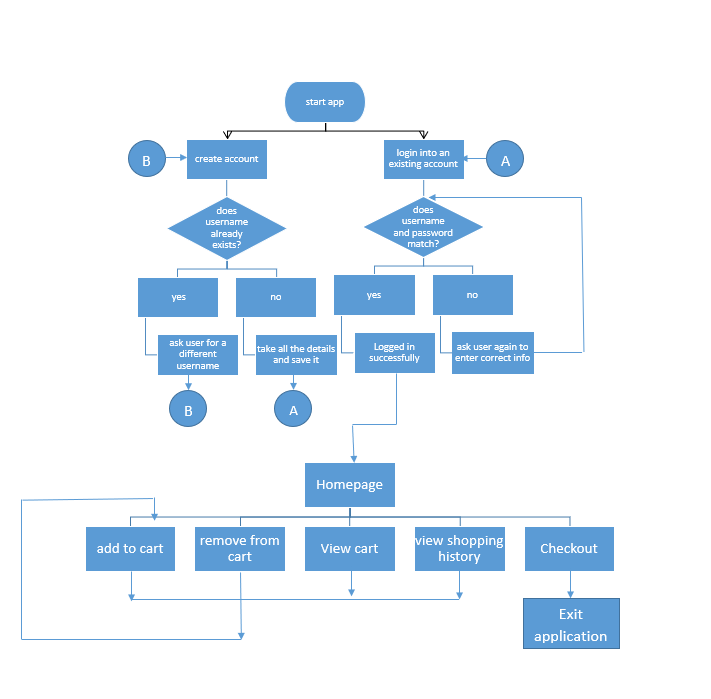 start app
B
create account
login into an
existing account
A
does
username
already
exists?
does
username
and password
match?
yes
no
yes
no
ask user for a
different
username
take all the details
and save it
Logged in
successfully
ask user again to
enter correct info
B
A
Homepage
add to cart
remove from
cart
View cart
view shopping
history
Checkout
Exit
application